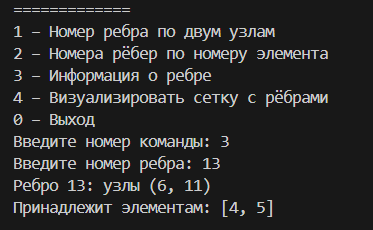 =============
1 – Номер ребра по двум узлам
2 – Номера рёбер по номеру элемента
3 – Информация о ребре
4 – Визуализировать сетку с рёбрами
0 – Выход
Введите номер команды: 3
Введите номер ребра: 13
Ребро 13: узлы (6, 11)
Принадлежит элементам: [4, 5]